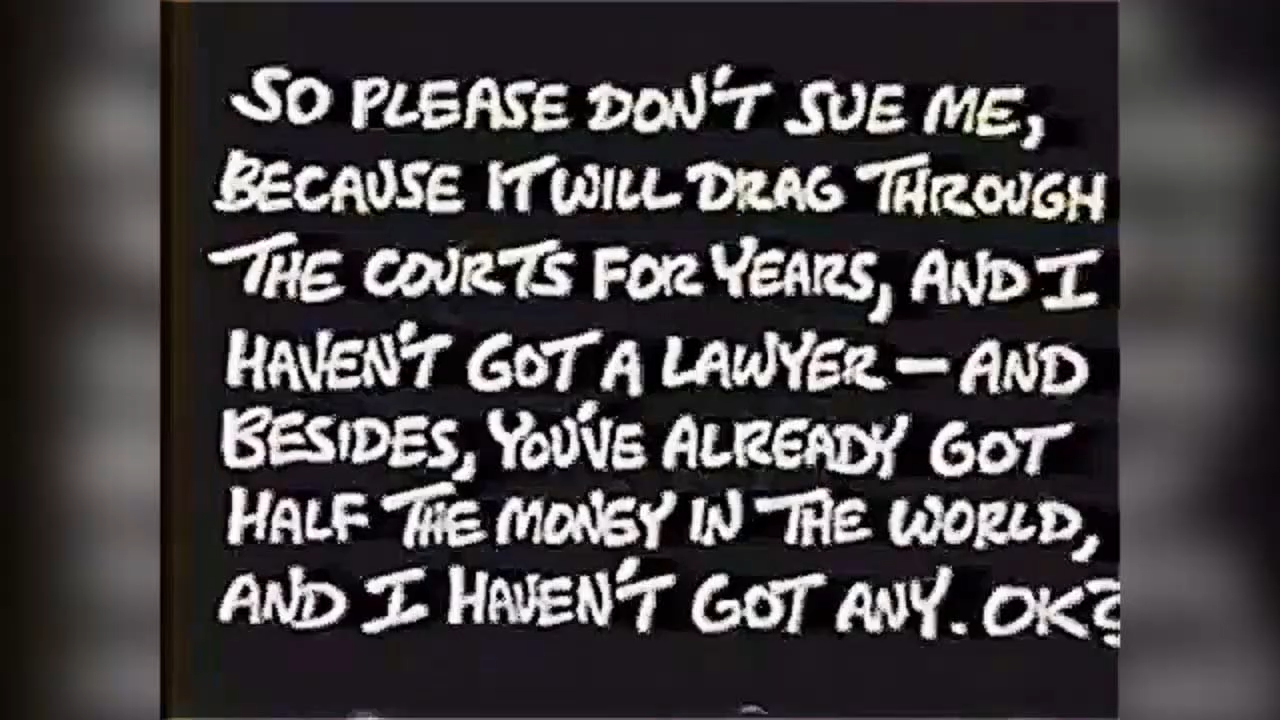 SO PLEASE DON'T SUE ME,
BECAUSE IT WILL DRAG THROUGH
THE COURTS FOR YEARS, AND I
HAVEN'T GOT A LAWYER — AND
BESIDES, YOU'VE ALREADY GOT
HALF THE MONEY IN THE WORLD,
AND I HAVEN'T GOT ANY. OK?